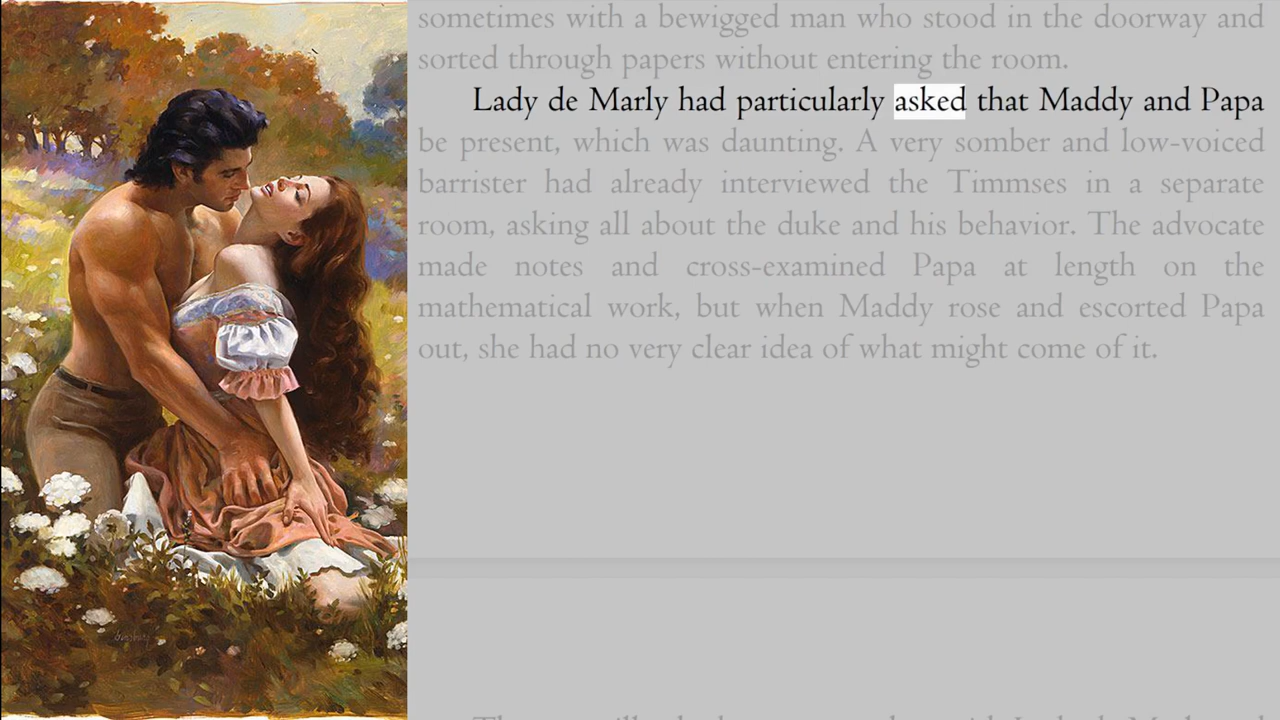 sometimes with a bewigged man who stood in the doorway and
sorted through papers without entering the room.
Lady de Marly had particularly asked that Maddy and Papa
be present, which was daunting. A very somber and low-voiced
barrister had already interviewed the Timmses in a separate
room, asking all about the duke and his behavior. The advocate
made notes and cross-examined Papa at length on the
mathematical work, but when Maddy rose and escorted Papa
out, she had no very clear idea of what might come of it.